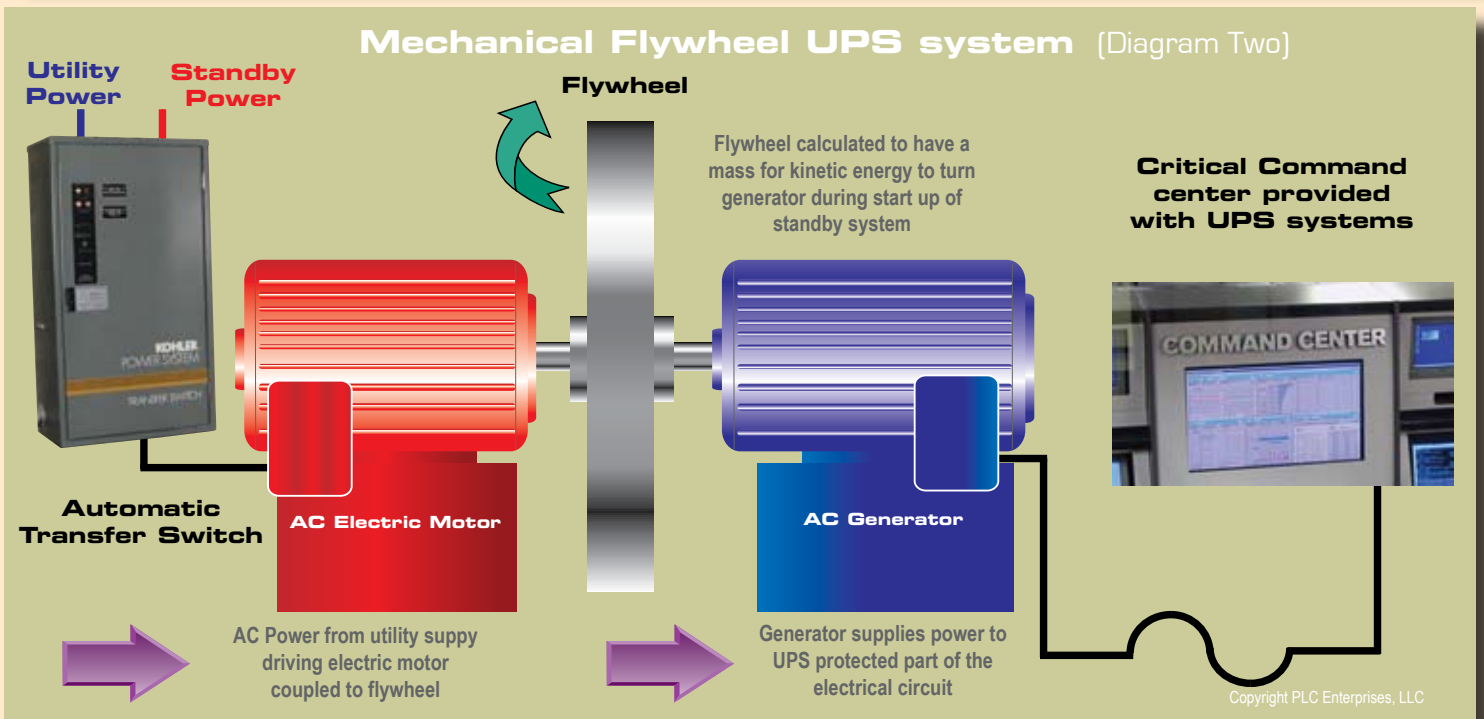 Mechanical Flywheel UPS system (Diagram Two)
Utility
Power
Standby
Power
Flywheel
Flywheel calculated to have a
mass for kinetic energy to turn
generator during start up of
standby system
Critical Command
center provided
with UPS systems
KOHLER
POWER SYSTEM
TRANSFER SWITCH
COMMAND CENTER
Automatic
Transfer Switch
AC Electric Motor
AC Generator
AC Power from utility suppy
driving electric motor
coupled to flywheel
Generator supplies power to
UPS protected part of the
electrical circuit
Copyright PLC Enterprises, LLC